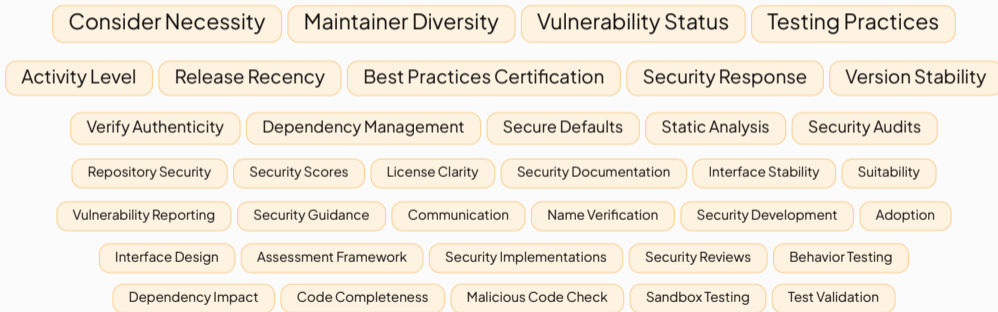 Consider Necessity Maintainer Diversity Vulnerability Status Testing Practices
Activity Level Release Recency Best Practices Certification Security Response Version Stability
Verify Authenticity Dependency Management Secure Defaults Static Analysis Security Audits
Repository Security Security Scores License Clarity Security Documentation Interface Stability Suitability
Vulnerability Reporting Security Guidance Communication Name Verification Security Development Adoption
Interface Design Assessment Framework Security Implementations Security Reviews Behavior Testing
Dependency Impact Code Completeness Malicious Code Check Sandbox Testing Test Validation